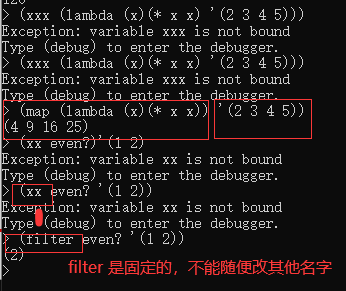 120
> (xxx (lambda (x)(* x x) '(2 3 4 5)))
Exception: variable xxx is not bound
Type (debug) to enter the debugger.
> (xxx (lambda (x)(* x x) '(2 3 4 5)))
Exception: variable xxx is not bound
Type (debug) to enter the debugger.
> (map (lambda (x)(* x x)) '(2 3 4 5))
(4 9 16 25)
> (xx even?)'(1 2)
Exception: variable xx is not bound
Type (debug) to enter the debugger.
> (xx even? '(1 2))
Exception: variable xx is not bound
Type (debug) to enter the debugger.
> (filter even? '(1 2))
(2)
>
filter 是固定的，不能随便改其他名字